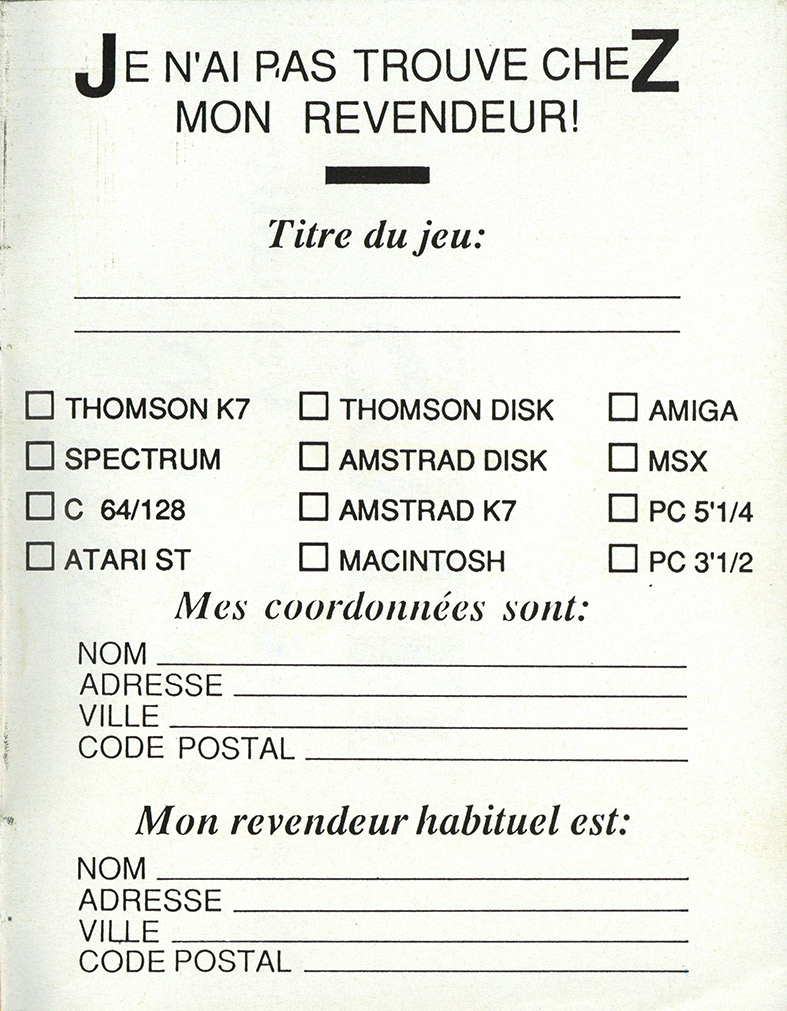 JE N'AI PAS TROUVE CHEZ
MON REVENDEUR!
Titre du jeu:
☐ THOMSON K7 ☐ THOMSON DISK ☐ AMIGA
☐ SPECTRUM ☐ AMSTRAD DISK ☐ MSX
☐ C 64/128 ☐ AMSTRAD K7 ☐ PC 5'1/4
☐ ATARI ST ☐ MACINTOSH ☐ PC 3'1/2
Mes coordonnées sont:
NOM
ADRESSE
VILLE
CODE POSTAL
Mon revendeur habituel est:
NOM
ADRESSE
VILLE
CODE POSTAL